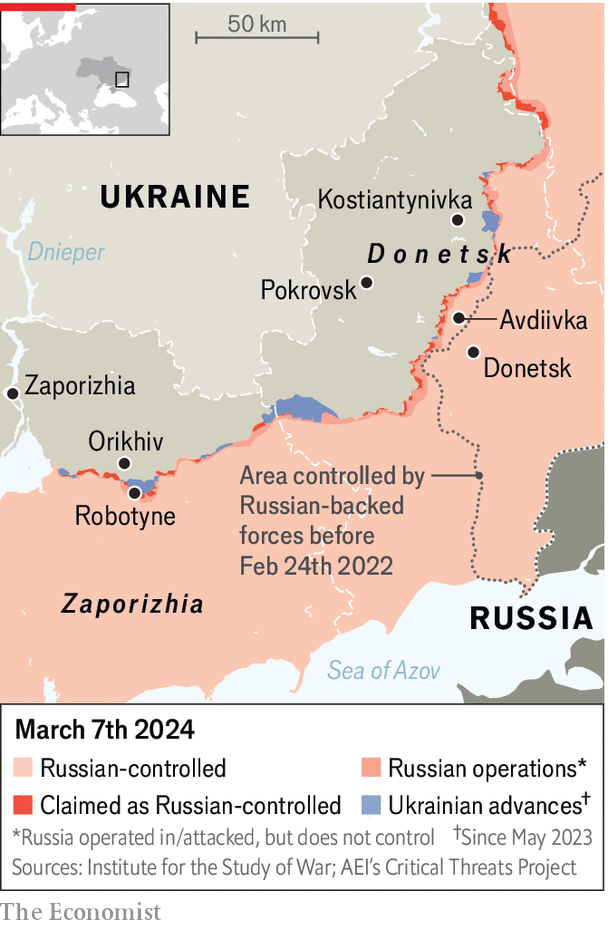 50 km
UKRAINE
Kostiantynivka
Dnieper
Donetsk
Pokrovsk
Avdiivka
Donetsk
Zaporizhia
Orikhiv
Robotyne
Area controlled by
Russian-backed
forces before
Feb 24th 2022
Zaporizhia
RUSSIA
Sea of Azov
March 7th 2024
Russian-controlled
Russian operations*
Claimed as Russian-controlled
Ukrainian advances†
*Russia operated in/attacked, but does not control †Since May 2023
Sources: Institute for the Study of War; AEI’s Critical Threats Project
The Economist